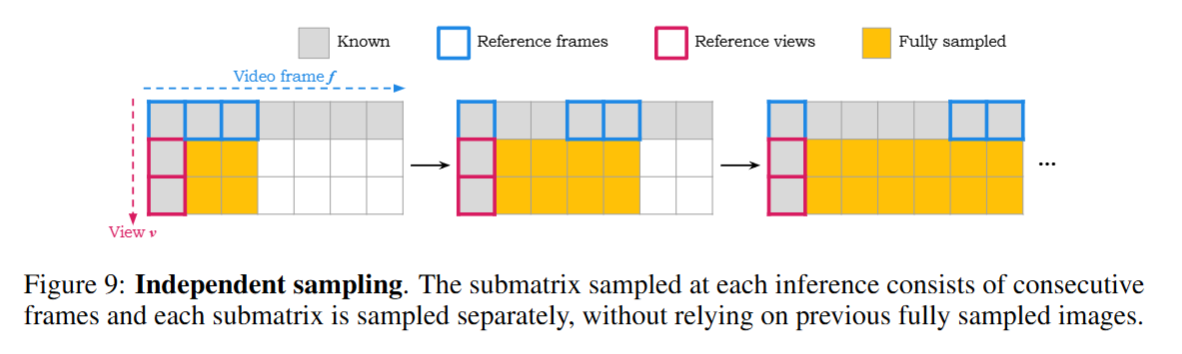 Known Reference frames Reference views Fully sampled
Video frame f
View v
...
Figure 9: Independent sampling. The submatrix sampled at each inference consists of consecutive
frames and each submatrix is sampled separately, without relying on previous fully sampled images.